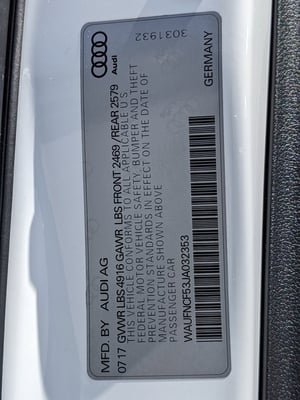 Audi
3031932
MFD. BY AUDI AG
07 17 GVWR LBS 4916 GAWR LBS FRONT 2469 /REAR 2579
THIS VEHICLE CONFORMS TO ALL APPLICABLE U.S.
FEDERAL MOTOR VEHICLE SAFETY, BUMPER AND THEFT
PREVENTION STANDARDS IN EFFECT ON THE DATE OF
MANUFACTURE SHOWN ABOVE
PASSENGER CAR
WAUFNCF53JA032353
GERMANY